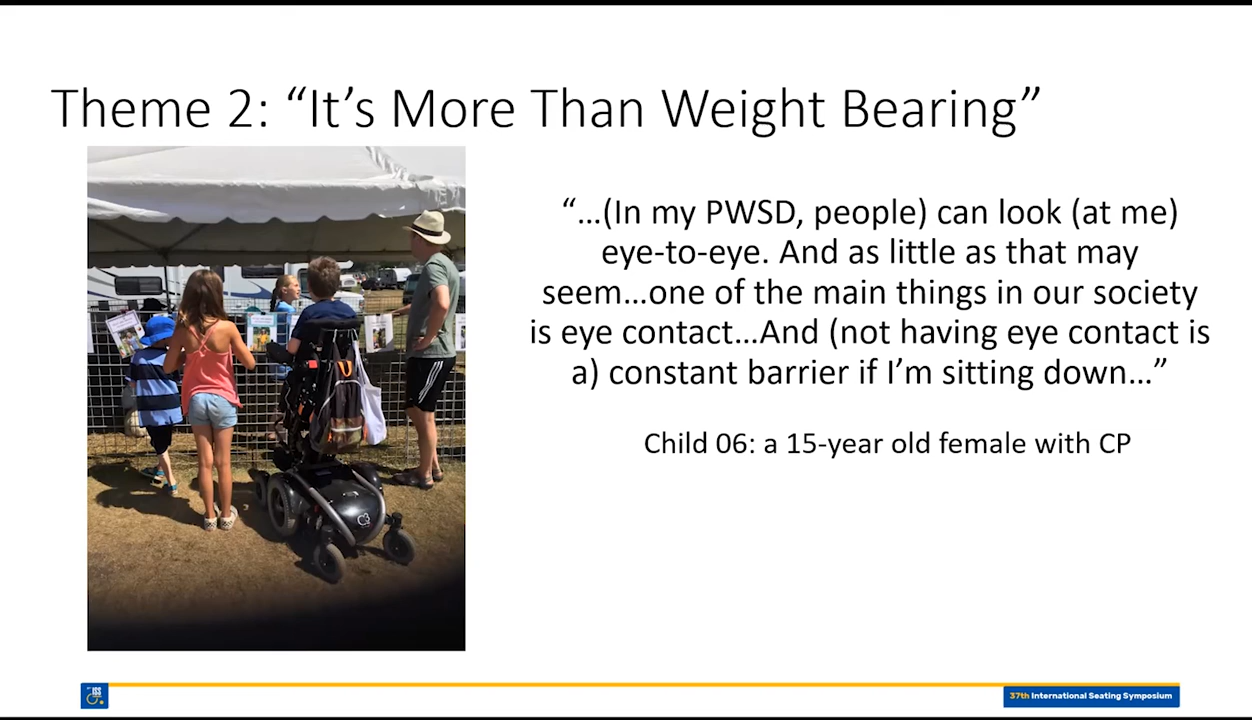 Theme 2: “It’s More Than Weight Bearing”
“…(In my PWSD, people) can look (at me)
eye-to-eye. And as little as that may
seem…one of the main things in our society
is eye contact…And (not having eye contact is
a) constant barrier if I’m sitting down…”
Child 06: a 15-year old female with CP
ISS
37th International Seating Symposium